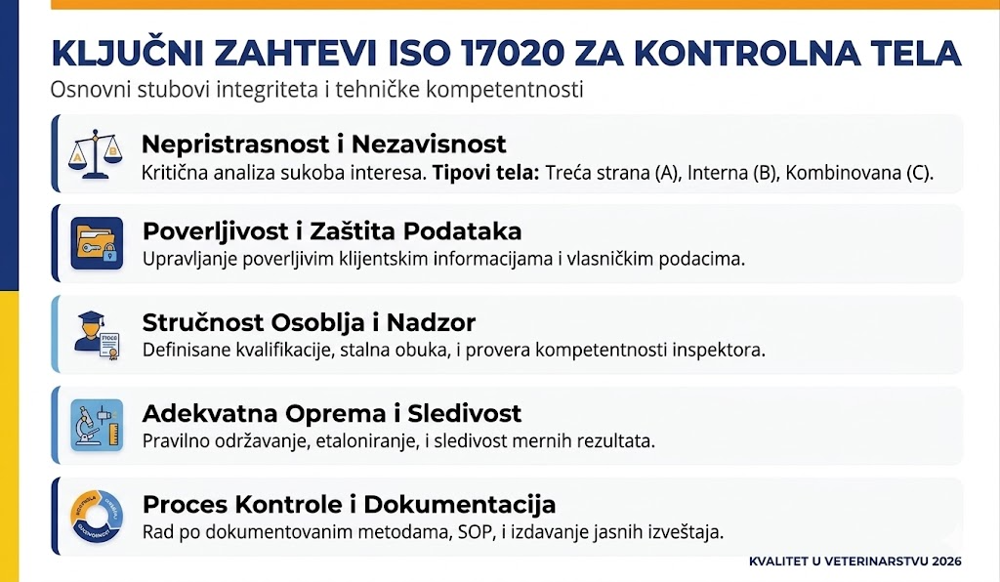 KLJUČNI ZAHTEVI ISO 17020 ZA KONTROLNA TELA
Osnovni stubovi integriteta i tehničke kompetentnosti
A B
Nepristrasnost i Nezavisnost
Kritična analiza sukoba interesa. Tipovi tela: Treća strana (A), Interna (B), Kombinovana (C).
Poverljivost i Zaštita Podataka
Upravljanje poverljivim klijentskim informacijama i vlasničkim podacima.
Stručnost Osoblja i Nadzor
Definisane kvalifikacije, stalna obuka, i provera kompetentnosti inspektora.
Adekvatna Oprema i Sledivost
Pravilno održavanje, etaloniranje, i sledivost mernih rezultata.
Proces Kontrole i Dokumentacija
Rad po dokumentovanim metodama, SOP, i izdavanje jasnih izveštaja.
KVALITET U VETERINARSTVU 2026